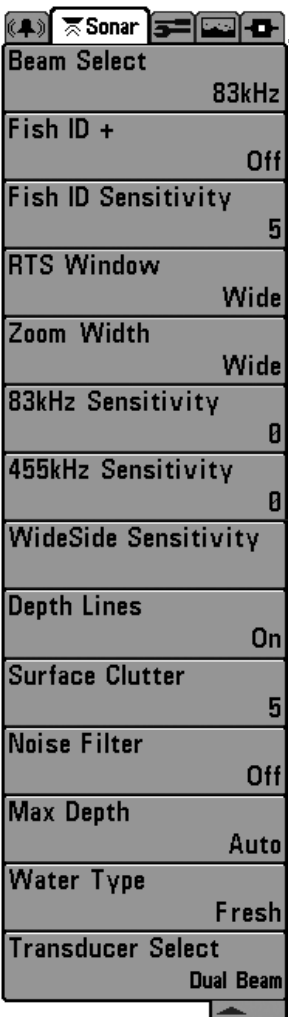 Sonar
Beam Select
83kHz
Fish ID +
Off
Fish ID Sensitivity
5
RTS Window
Wide
Zoom Width
Wide
83kHz Sensitivity
0
455kHz Sensitivity
0
WideSide Sensitivity
Depth Lines
On
Surface Clutter
5
Noise Filter
Off
Max Depth
Auto
Water Type
Fresh
Transducer Select
Dual Beam